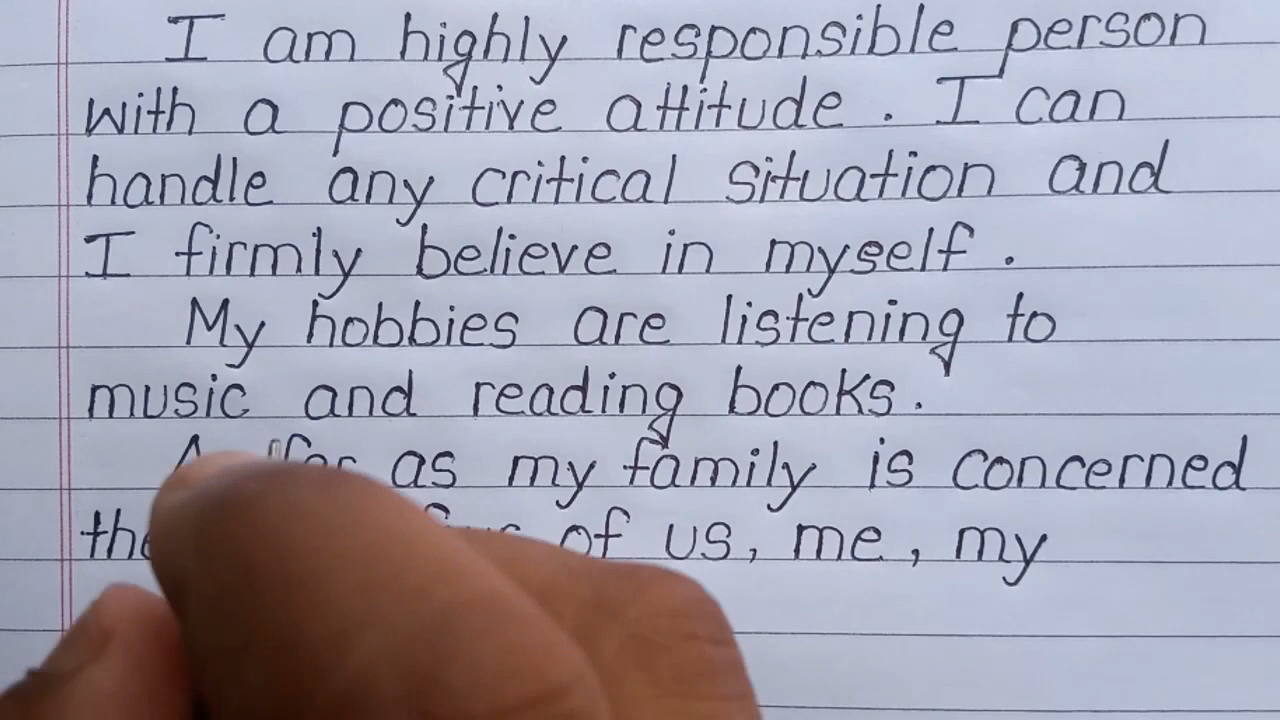 I am highly responsible person
with a positive attitude. I can
handle any critical situation and
I firmly believe in myself.
My hobbies are listening to
music and reading books.
far as my family is concerned
of us, me, my